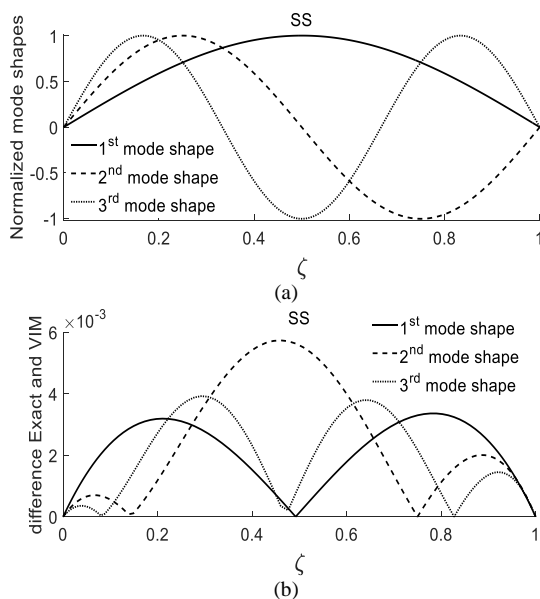 SS
Normalized mode shapes
1
0.5
0
-0.5
-1
1st mode shape
2nd mode shape
3rd mode shape
0 0.2 0.4 0.6 0.8 1
ζ
(a)
×10-3
SS
difference Exact and VIM
6
4
2
0
1st mode shape
2nd mode shape
3rd mode shape
0 0.2 0.4 0.6 0.8 1
ζ
(b)